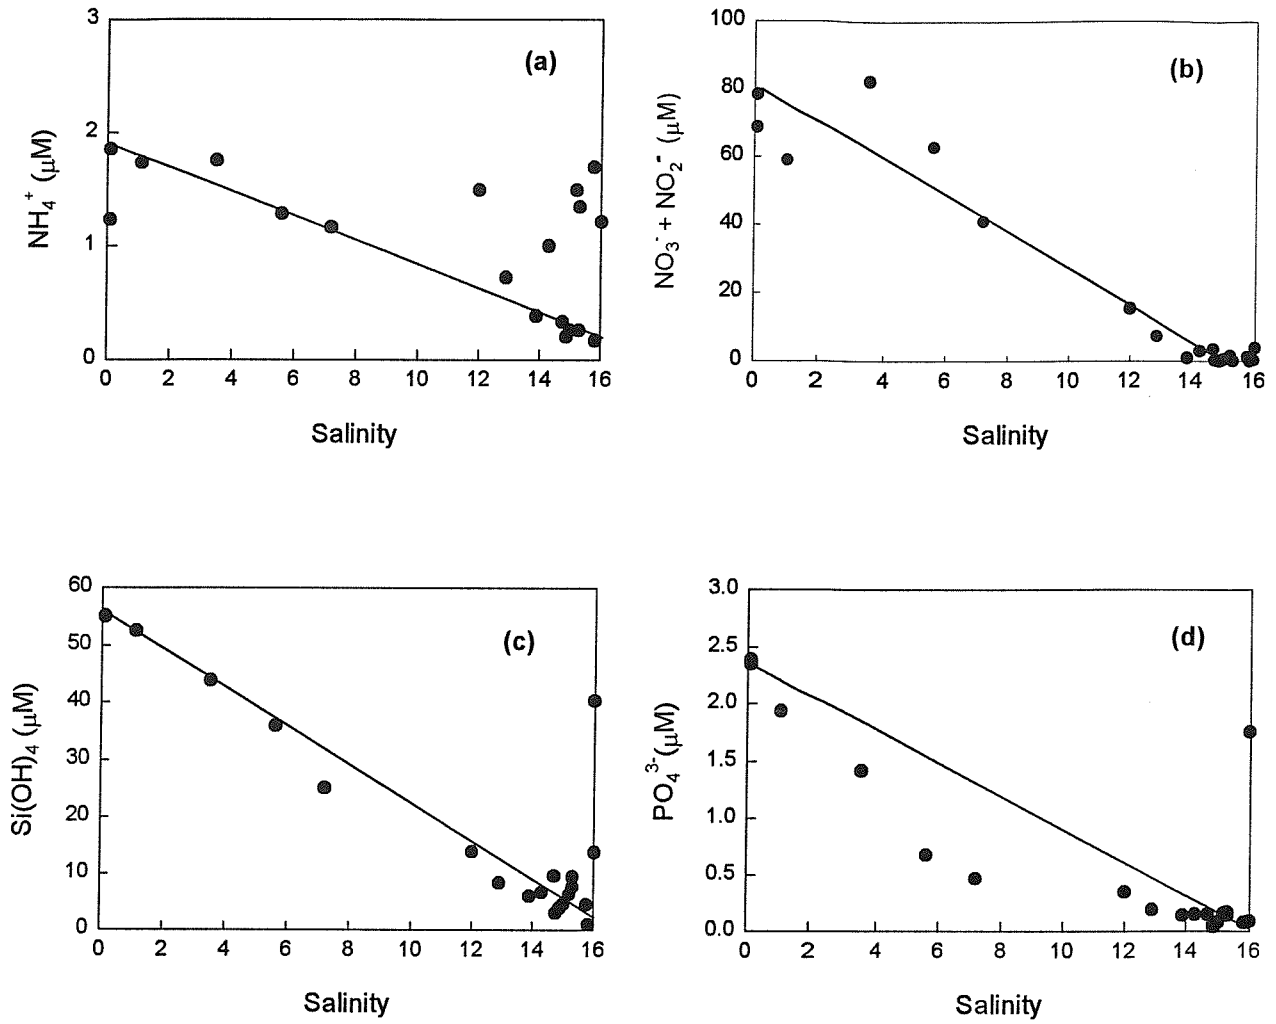 3
(a)
2
NH₄⁺ (μM)
1
0
0 2 4 6 8 10 12 14 16
Salinity
100
(b)
80
60
NO₃⁻ + NO₂⁻ (μM)
40
20
0
0 2 4 6 8 10 12 14 16
Salinity
60
(c)
50
40
Si(OH)₄ (μM)
30
20
10
0
0 2 4 6 8 10 12 14 16
Salinity
3.0
(d)
2.5
2.0
PO₄³⁻(μM)
1.5
1.0
0.5
0.0
0 2 4 6 8 10 12 14 16
Salinity